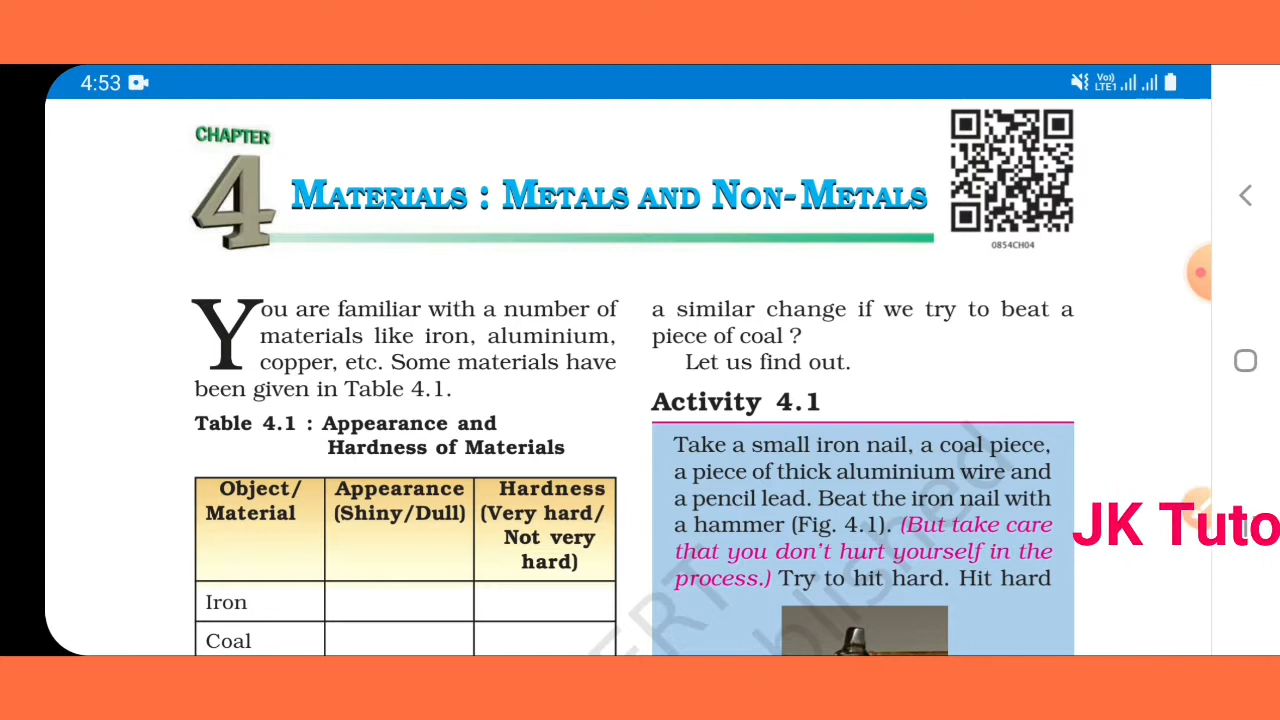 4:53
Vo))
LTE1
CHAPTER
4
MATERIALS : METALS AND NON-METALS
0854CH04
You are familiar with a number of
materials like iron, aluminium,
copper, etc. Some materials have
been given in Table 4.1.
Table 4.1 : Appearance and
Hardness of Materials
Object/
Material
Appearance
(Shiny/Dull)
Hardness
(Very hard/
Not very
hard)
Iron
Coal
a similar change if we try to beat a
piece of coal ?
Let us find out.
Activity 4.1
Take a small iron nail, a coal piece,
a piece of thick aluminium wire and
a pencil lead. Beat the iron nail with
a hammer (Fig. 4.1). (But take care
that you don't hurt yourself in the
process.) Try to hit hard. Hit hard
JK Tuto